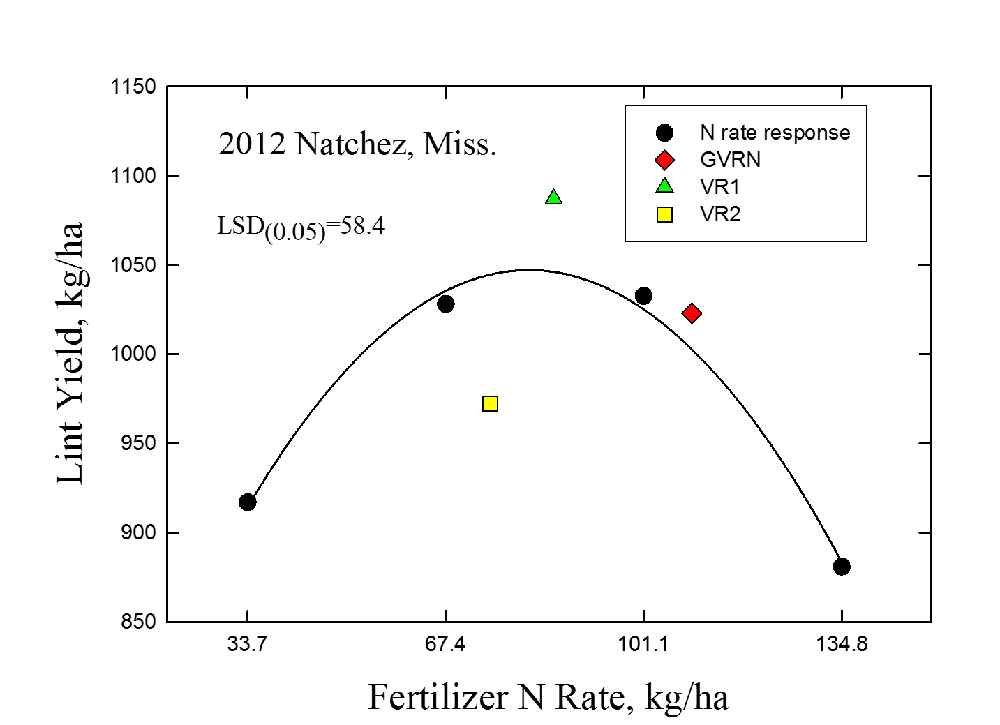 1150
1100
1050
1000
950
900
850
2012 Natchez, Miss.
LSD(0.05)=58.4
N rate response
GVRN
VR1
VR2
Lint Yield, kg/ha
33.7 67.4 101.1 134.8
Fertilizer N Rate, kg/ha